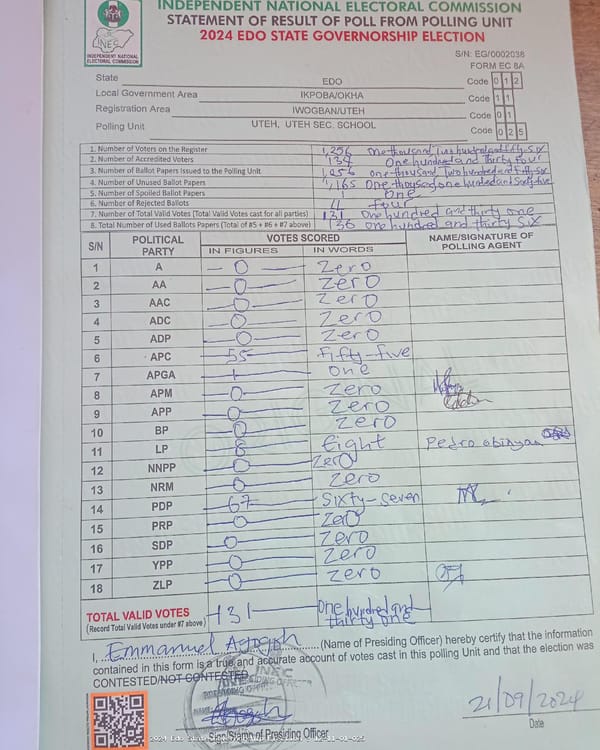 INDEPENDENT NATIONAL ELECTORAL COMMISSION
STATEMENT OF RESULT OF POLL FROM POLLING UNIT
2024 EDO STATE GOVERNORSHIP ELECTION
INEC
INDEPENDENT NATIONAL ELECTORAL COMMISSION
S/N: EG/0002038
FORM EC 8A
State EDO Code 0 1 2
Local Government Area IKPOBA/OKHA Code 1 1
Registration Area IWOGBAN/UTEH Code 0 1
Polling Unit UTEH, UTEH SEC. SCHOOL Code 0 2 5
1. Number of Voters on the Register 1,256 One thousand, two hundred and fifty six
2. Number of Accredited Voters 134 One hundred and thirty four
3. Number of Ballot Papers Issued to the Polling Unit 1,256 one thousand two hundred and fifty six
4. Number of Unused Ballot Papers 1,165 One thousand one hundred and sixty five
5. Number of Spoiled Ballot Papers 1 one
6. Number of Rejected Ballots 4 four
7. Number of Total Valid Votes (Total Valid Votes cast for all parties) 131 One hundred and thirty one
8. Total Number of Used Ballots Papers (Total of #5 + #6 + #7 above) 136 one hundred and thirty six
S/N POLITICAL PARTY VOTES SCORED IN FIGURES IN WORDS NAME/SIGNATURE OF POLLING AGENT
1 A 0 Zero
2 AA 0 Zero
3 AAC 0 Zero
4 ADC 0 Zero
5 ADP 0 Zero
6 APC 55 Fifty-five
7 APGA 1 one
8 APM 0 Zero
9 APP 0 Zero
10 BP 0 Zero
11 LP 8 Eight Pedro
12 NNPP 0 Zero
13 NRM 0 Zero
14 PDP 67 Sixty-seven
15 PRP 0 Zero
16 SDP 0 Zero
17 YPP 0 Zero
18 ZLP 0 Zero
TOTAL VALID VOTES 131 One hundred and thirty one
(Record Total Valid Votes under #7 above)
I, Emmanuel (Name of Presiding Officer) hereby certify that the information
contained in this form is a true and accurate account of votes cast in this polling Unit and that the election was
CONTESTED/NOT CONTESTED.
21/09/2024
Sign/Stamp of Presiding Officer
Date